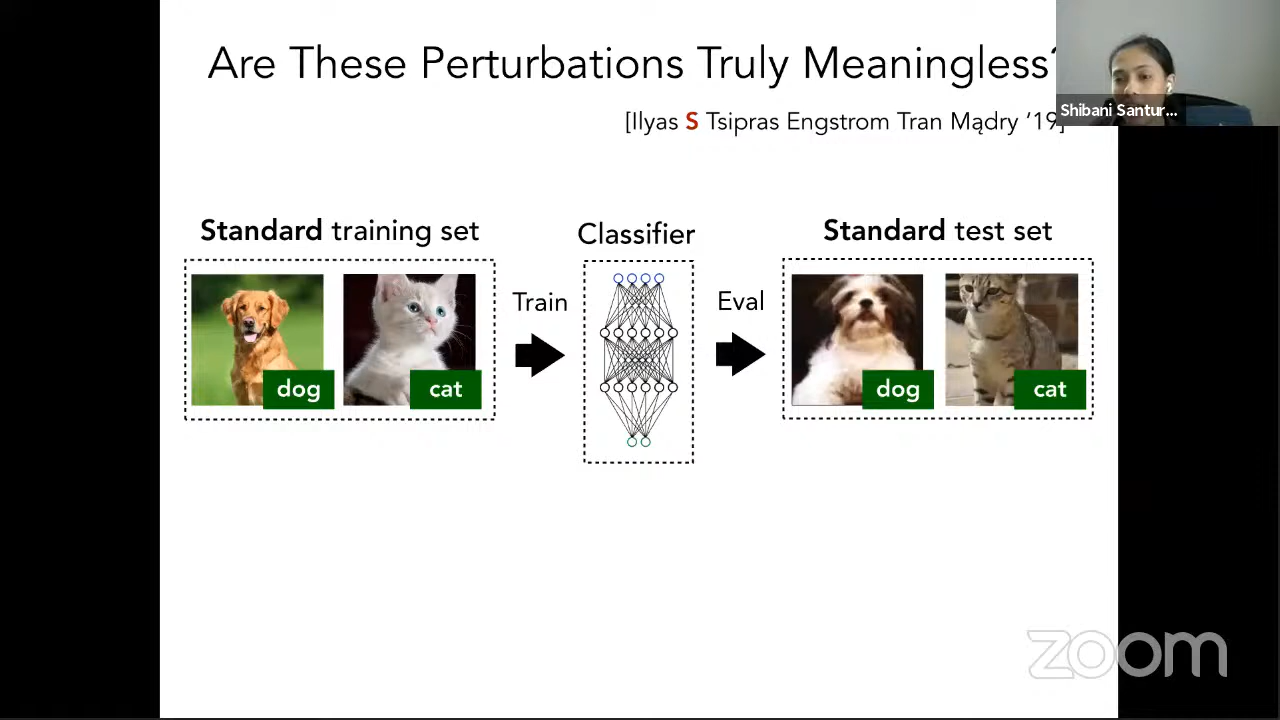 Are These Perturbations Truly Meaningless?
[Ilyas S Tsipras Engstrom Tran Mądry ‘19]
Shibani Santur...
Standard training set
Classifier
Standard test set
Train
Eval
dog
cat
dog
cat
zoom